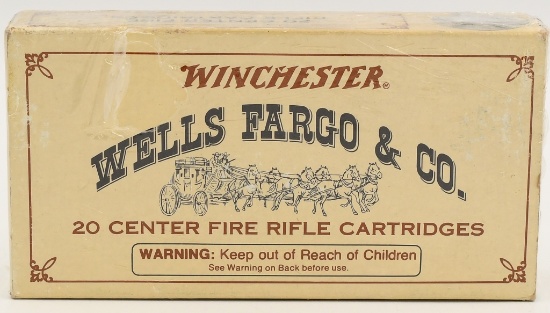 WINCHESTER®
WELLS FARGO & CO.
20 CENTER FIRE RIFLE CARTRIDGES
WARNING: Keep out of Reach of Children
See Warning on Back before use.